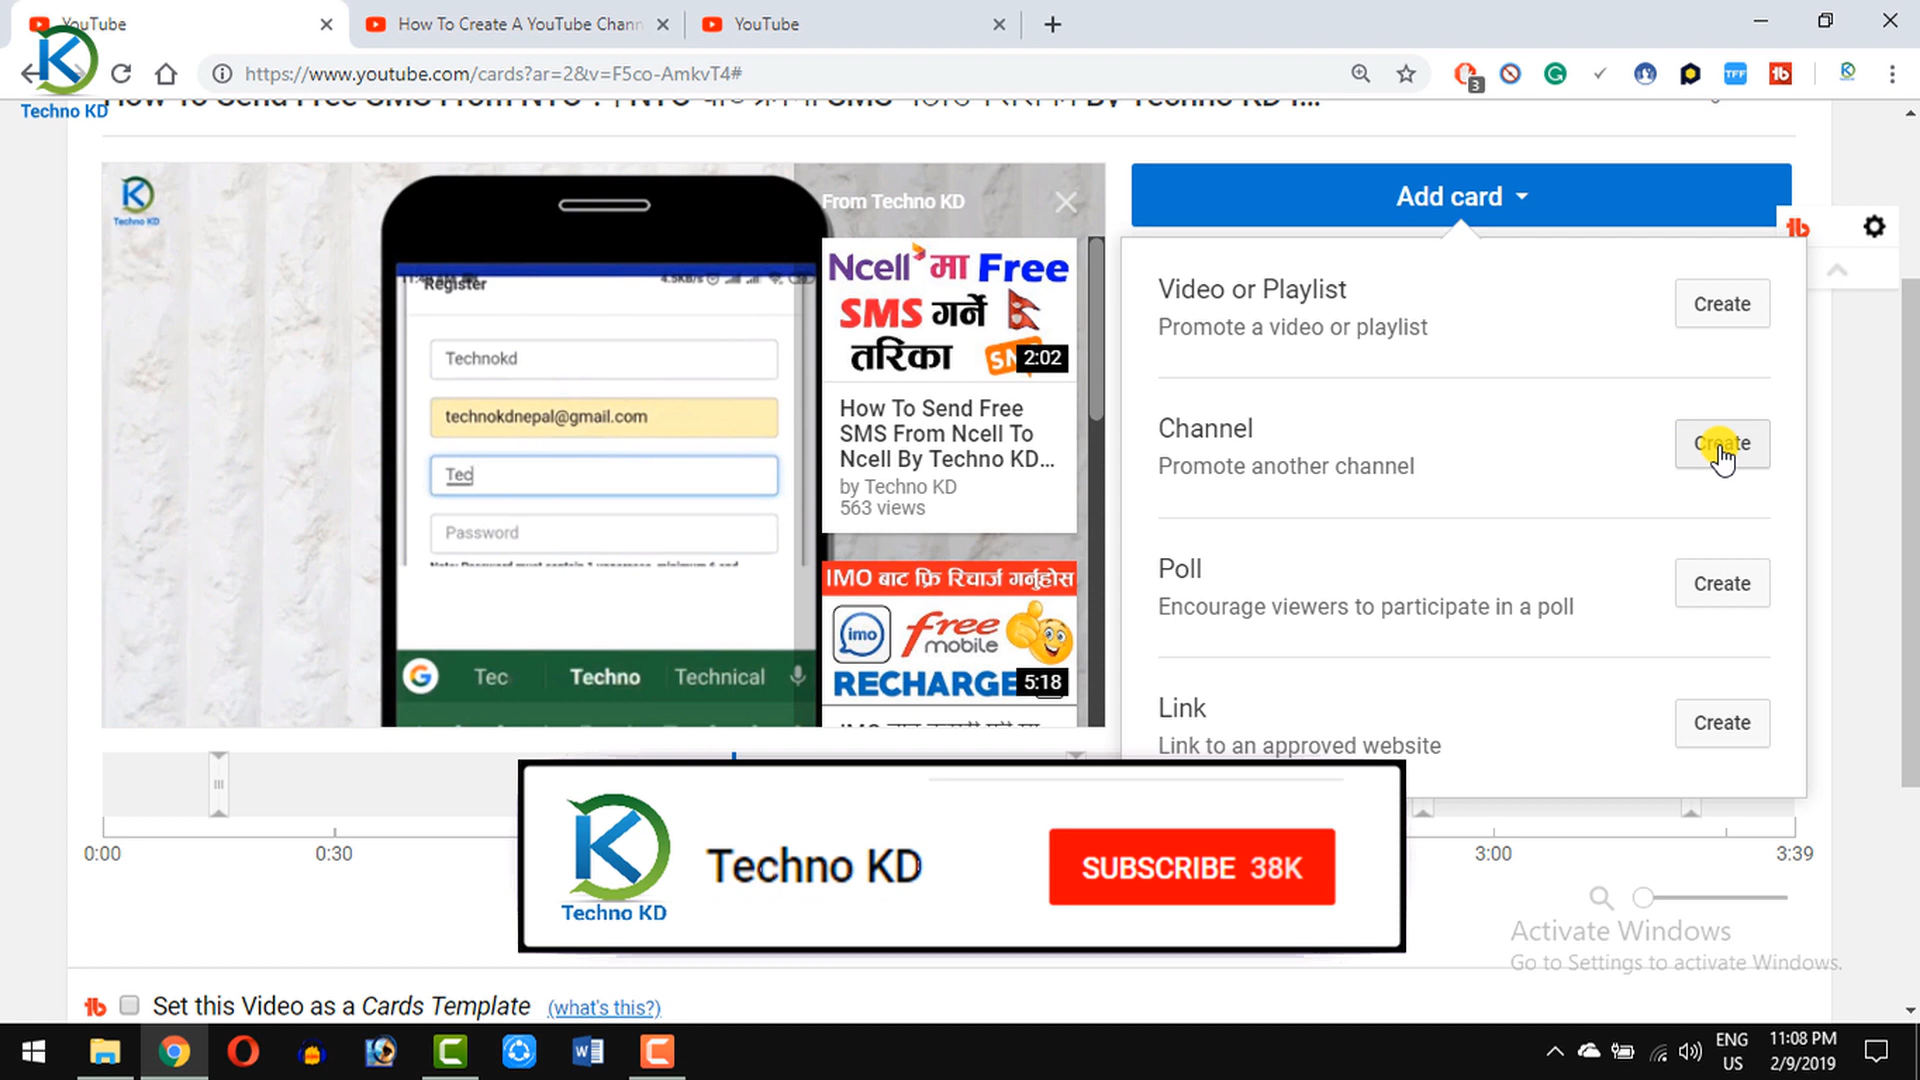 YouTube
How To Create A YouTube Chann
YouTube
https://www.youtube.com/cards?ar=2&v=F5co-AmkvT4#
3
TFF
Techno KD
Techno KD
From Techno KD
Add card
Ncell मा Free
SMS गर्ने
तरिका
2:02
How To Send Free
SMS From Ncell To
Ncell By Techno KD...
by Techno KD
563 views
IMO बाट फ्रि रिचार्ज गर्नुहोस
imo
free
mobile
RECHARGE
5:18
Register
Technokd
technokdnepal@gmail.com
Tec
Password
Tec Techno Technical
Video or Playlist
Promote a video or playlist
Create
Channel
Promote another channel
Create
Poll
Encourage viewers to participate in a poll
Create
Link
Link to an approved website
Create
0:00
0:30
3:00
3:39
Techno KD
Techno KD
SUBSCRIBE 38K
Activate Windows
Go to Settings to activate Windows.
Set this Video as a Cards Template (what's this?)
ENG
US
11:08 PM
2/9/2019